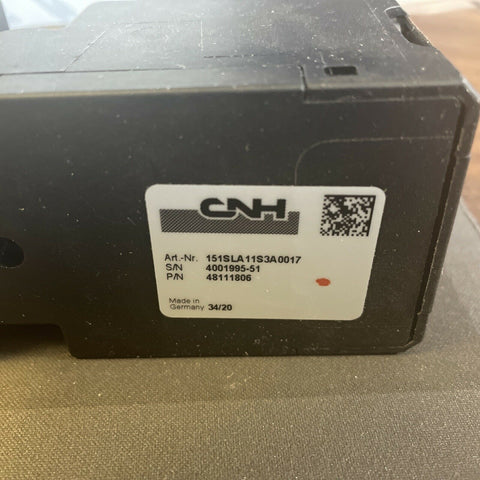 CNH
Art.-Nr. 151SLA11S3A0017
S/N 4001995-51
P/N 48111806
Made in
Germany 34/20